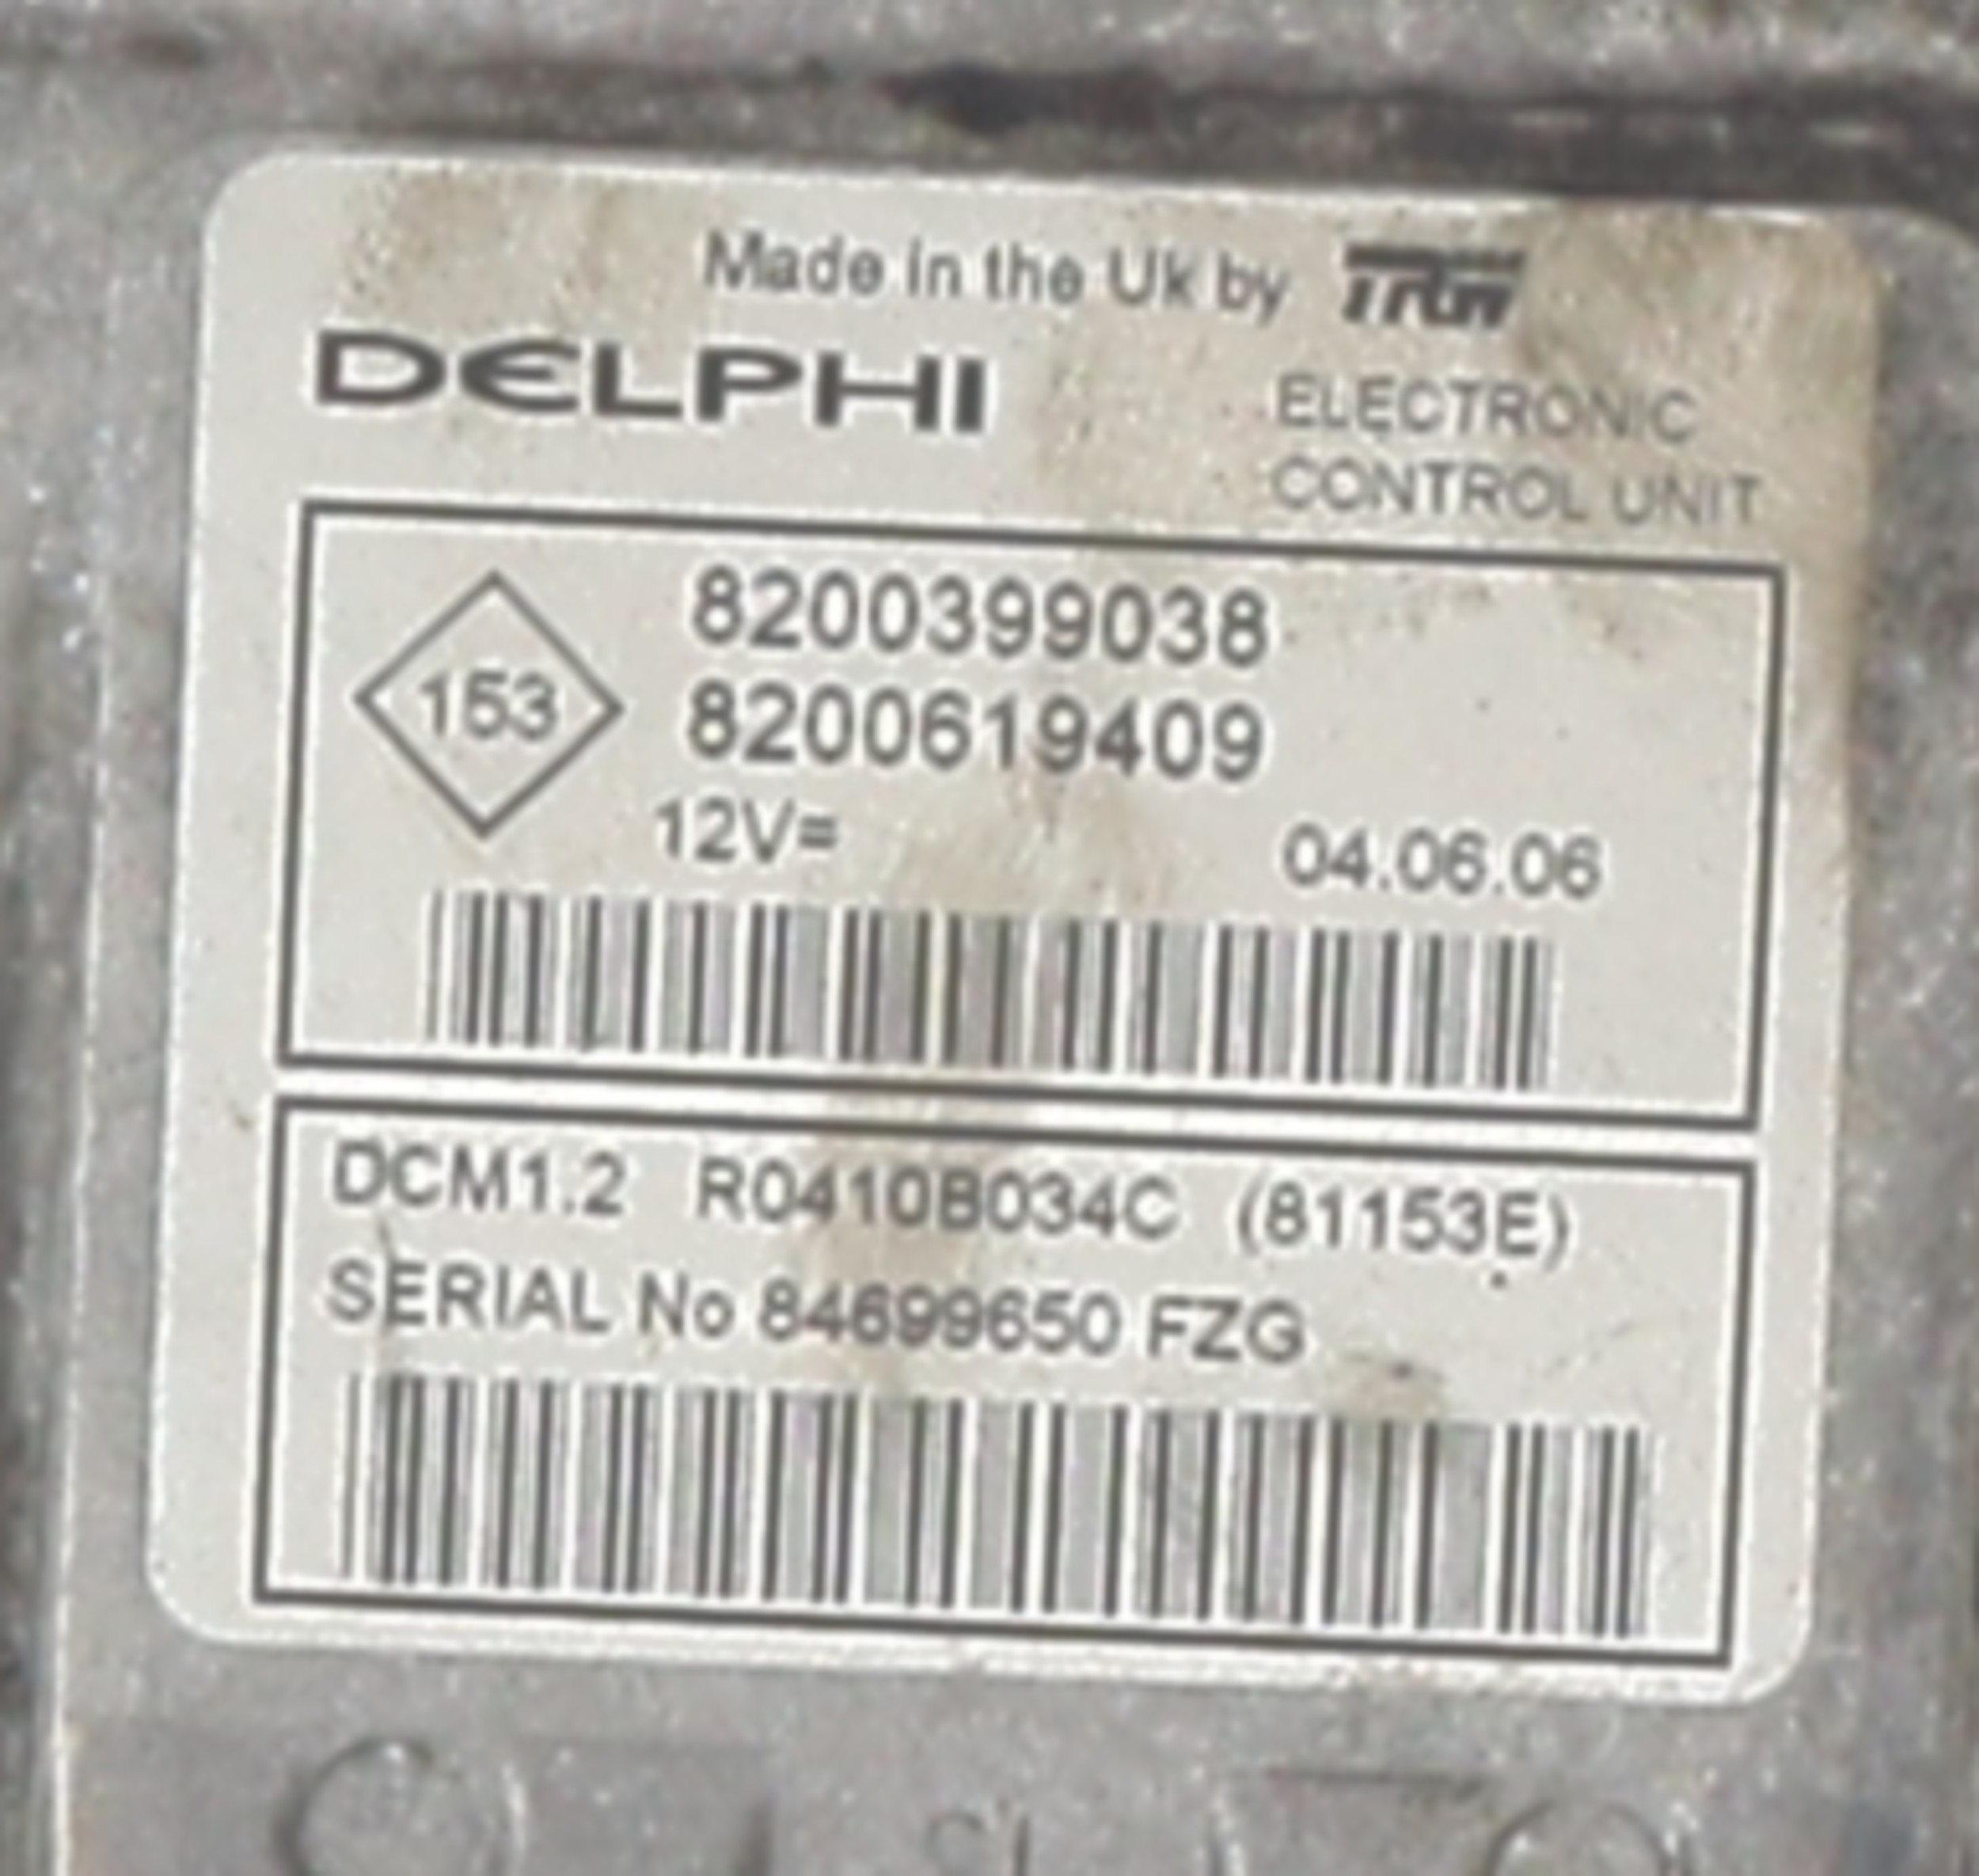 Made in the Uk by TRW
DELPHI
ELECTRONIC
CONTROL UNIT
153
8200399038
8200619409
12V=
04.06.06
DCM1.2 R0410B034C (81153E)
SERIAL No 84699650 FZG